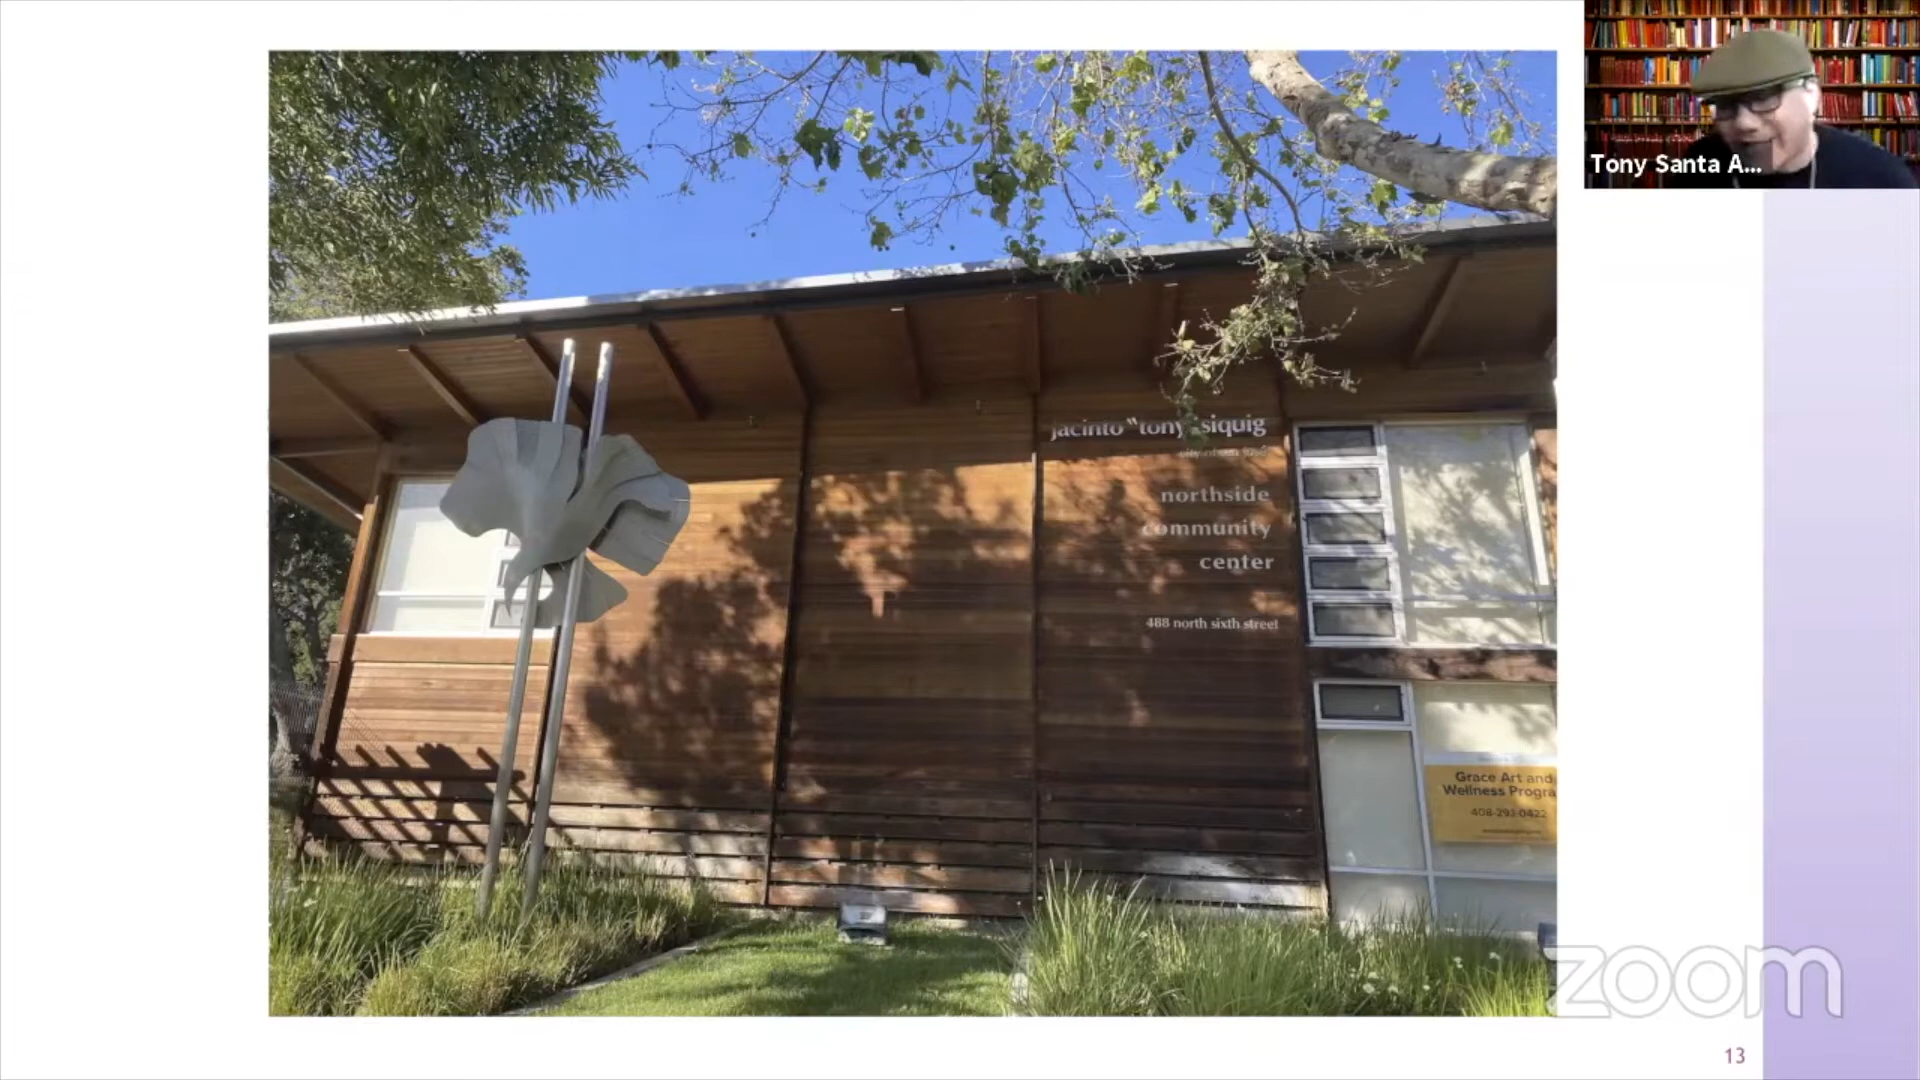 Tony Santa A...
jacinto "tony" siquig
northside
community
center
488 north sixth street
Grace Art and
Wellness Progra
408-293-0422
zoom
13